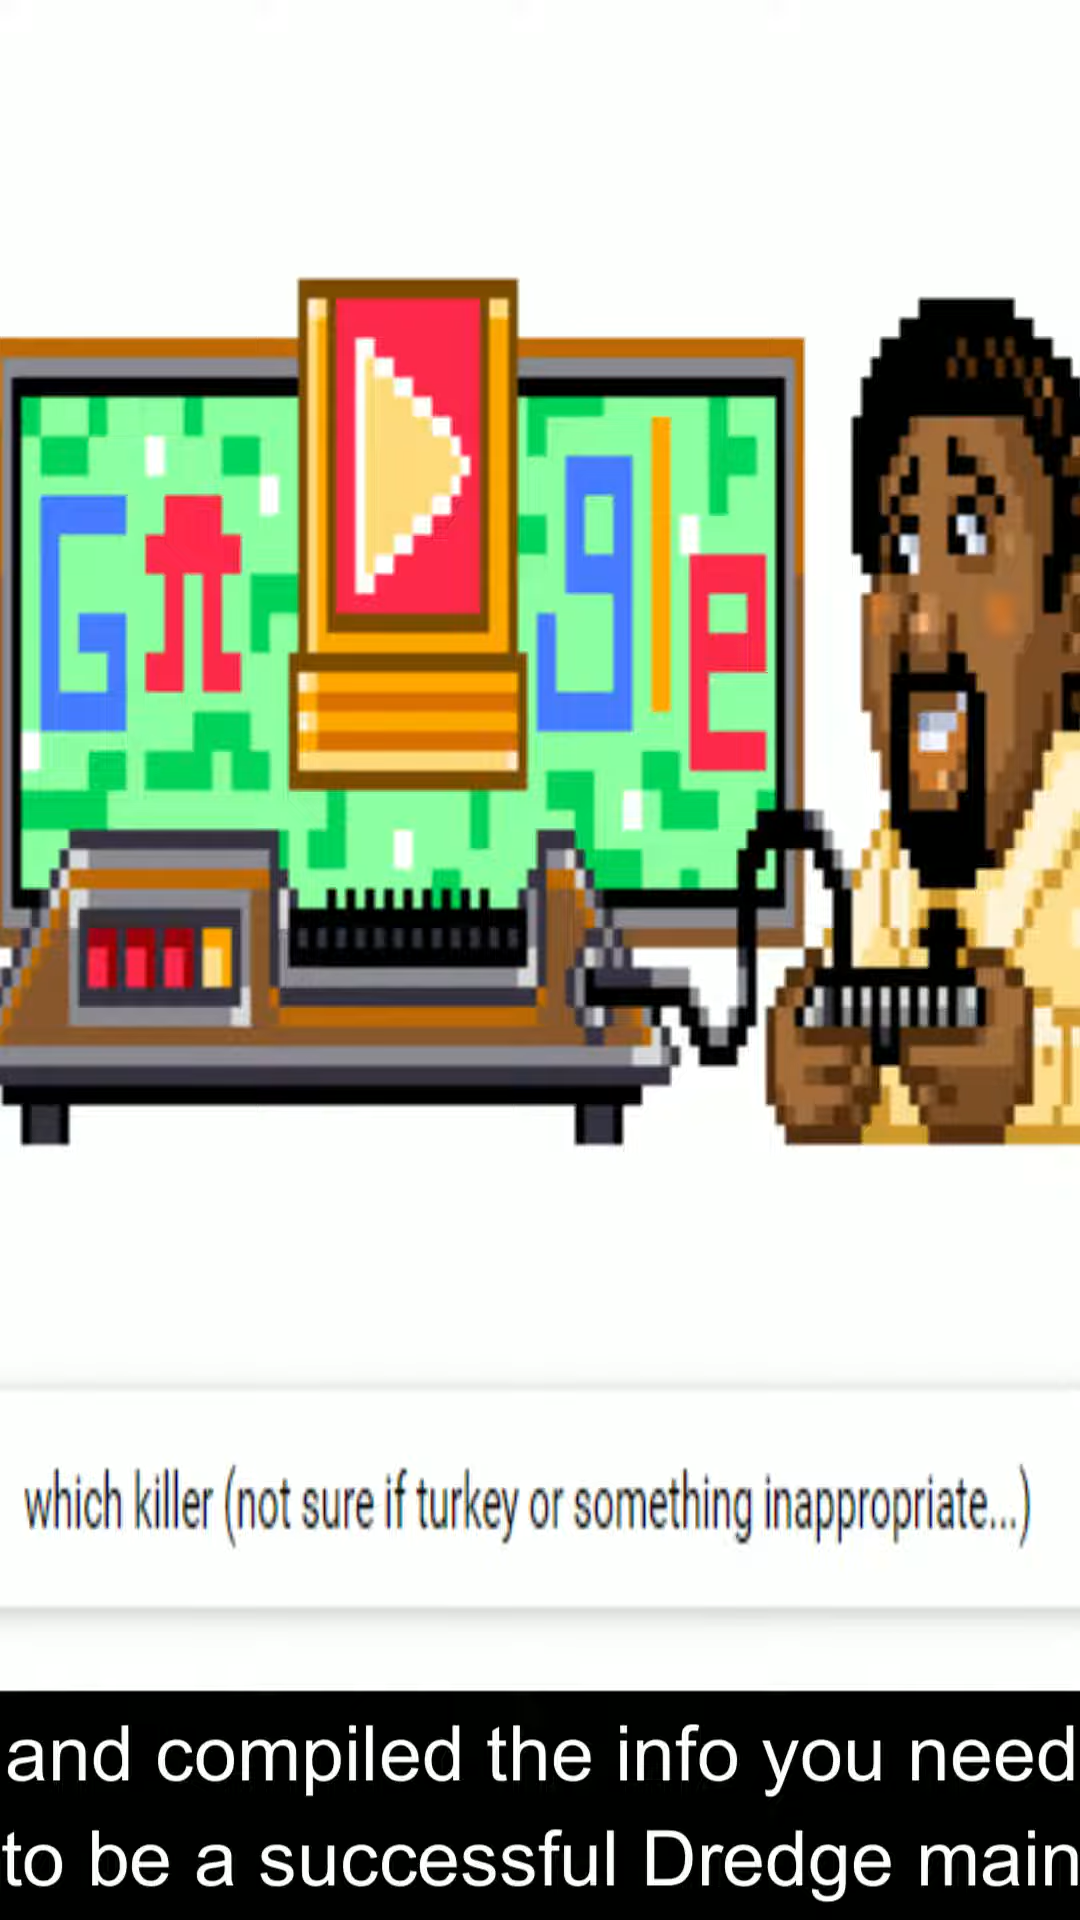 Google
which killer (not sure if turkey or something inappropriate...)
and compiled the info you need
to be a successful Dredge main